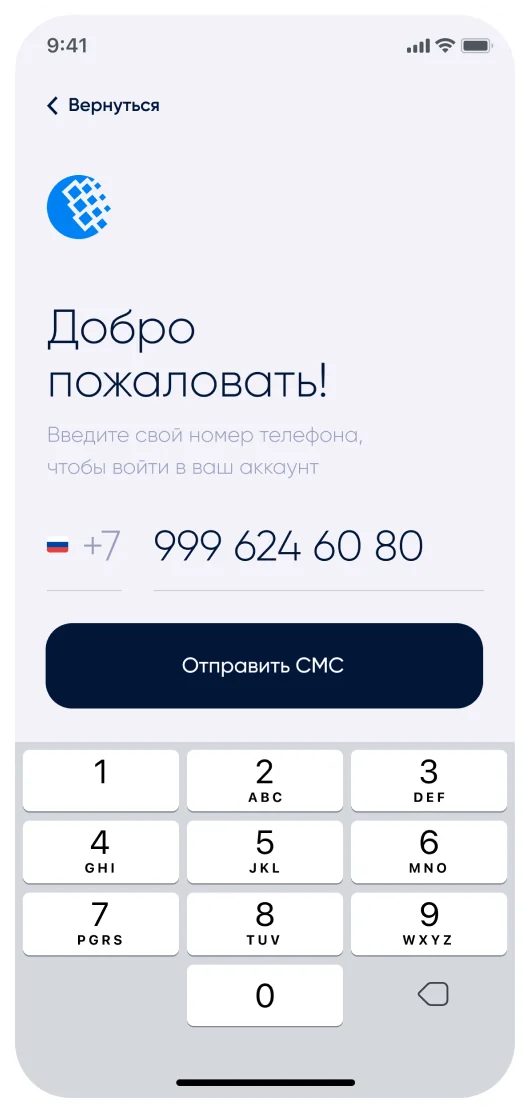 9:41
Вернуться
Добро
пожаловать!
Введите свой номер телефона,
чтобы войти в ваш аккаунт
+7 999 624 60 80
Отправить СМС
1 2 3
ABC DEF
4 5 6
GHI JKL MNO
7 8 9
PGRS TUV WXYZ
0